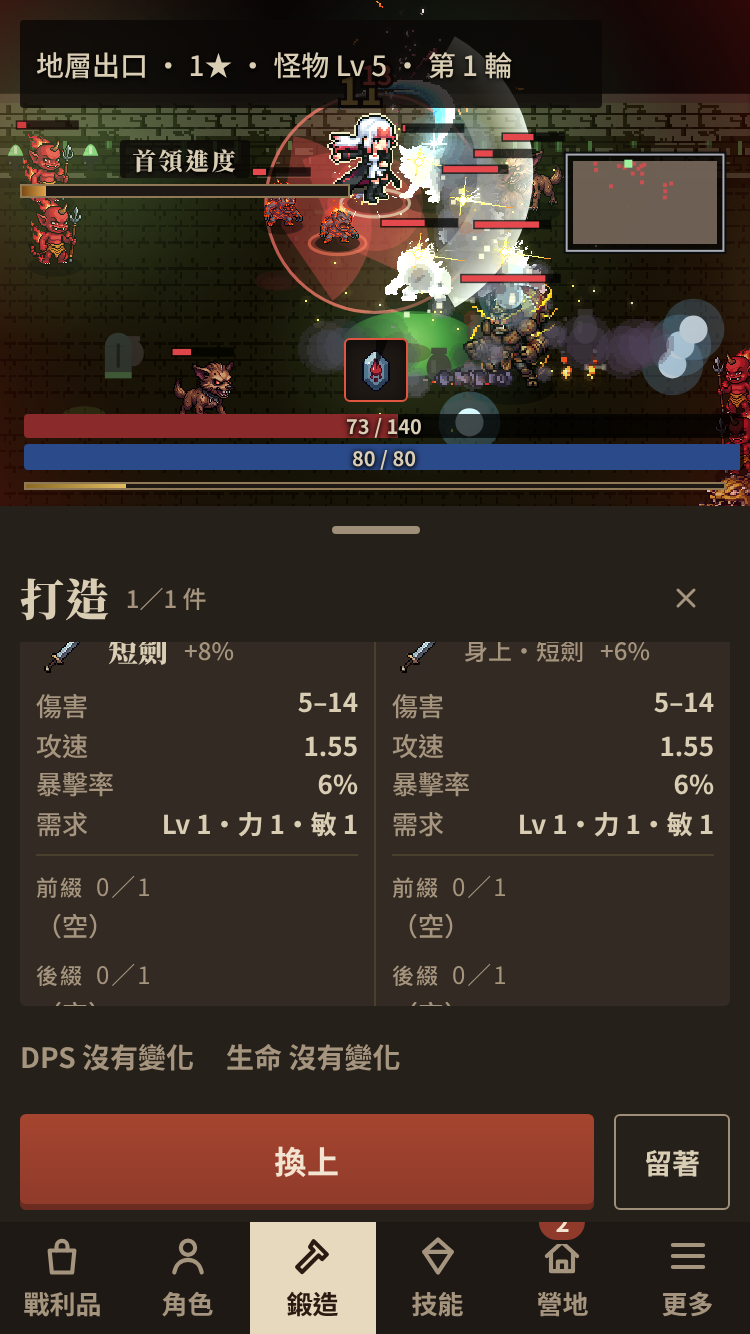 地層出口 • 1★ • 怪物 Lv 5 • 第 1 輪
11
首領進度
73 / 140
80 / 80
打造 1／1 件
短劍 +8%
身上・短劍 +6%
傷害 5–14
傷害 5–14
攻速 1.55
攻速 1.55
暴擊率 6%
暴擊率 6%
需求 Lv 1・力 1・敏 1
需求 Lv 1・力 1・敏 1
前綴 0／1
前綴 0／1
（空）
（空）
後綴 0／1
後綴 0／1
DPS 沒有變化 生命 沒有變化
換上
留著
2
戰利品
角色
鍛造
技能
營地
更多